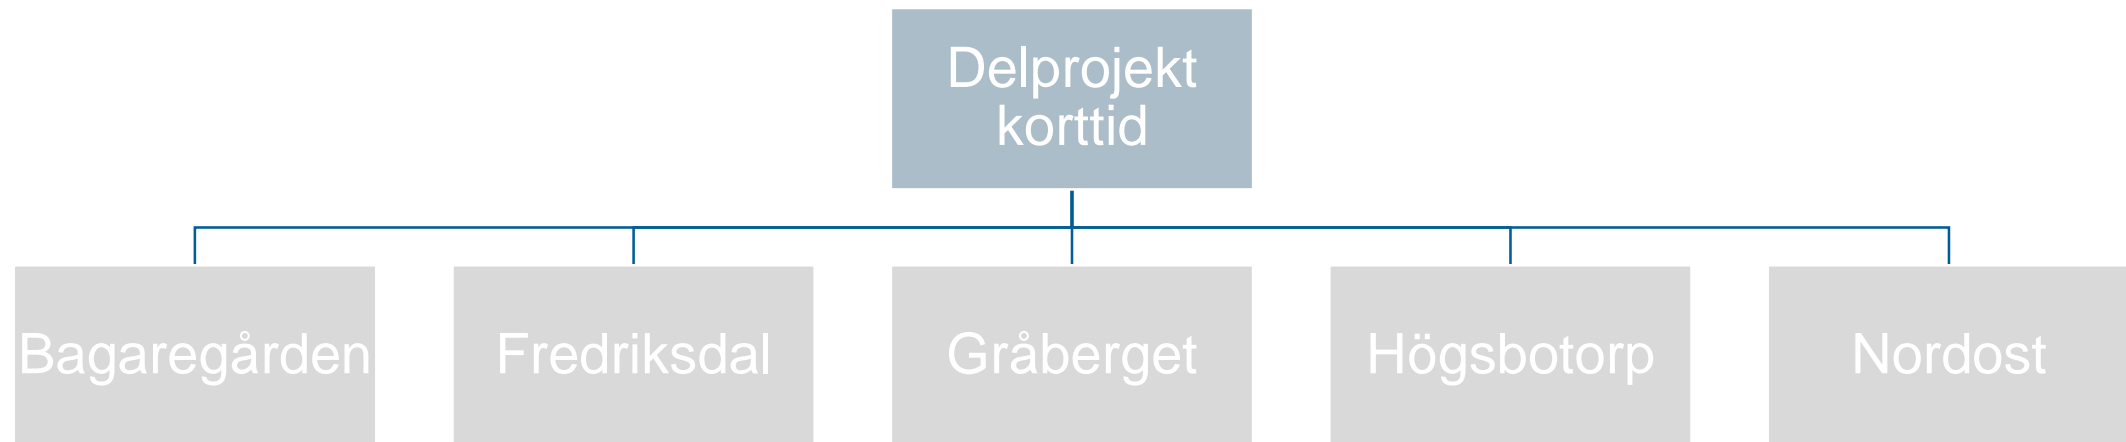 Delprojekt
korttid
Bagaregården
Fredriksdal
Gråberget
Högsbotorp
Nordost